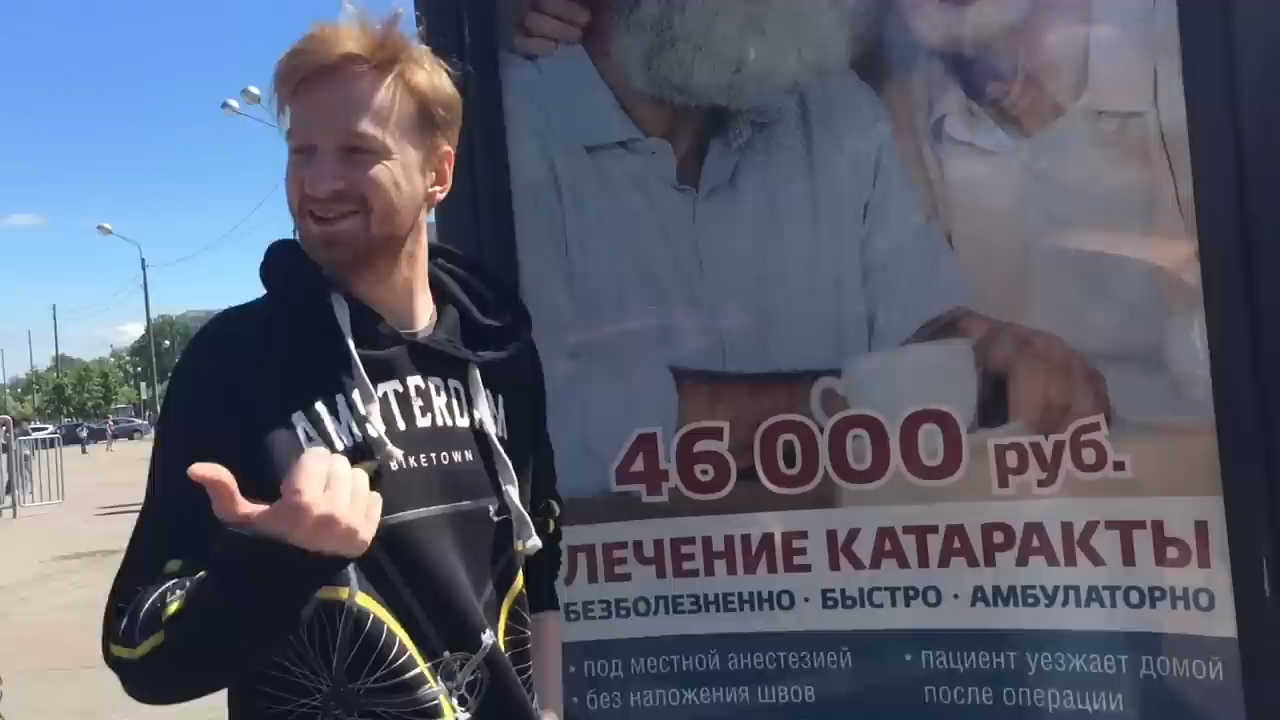 AMSTERDAM
BIKETOWN
46 000 руб.
ЛЕЧЕНИЕ КАТАРАКТЫ
БЕЗБОЛЕЗНЕННО · БЫСТРО · АМБУЛАТОРНО
• под местной анестезией
• без наложения швов
• пациент уезжает домой
после операции